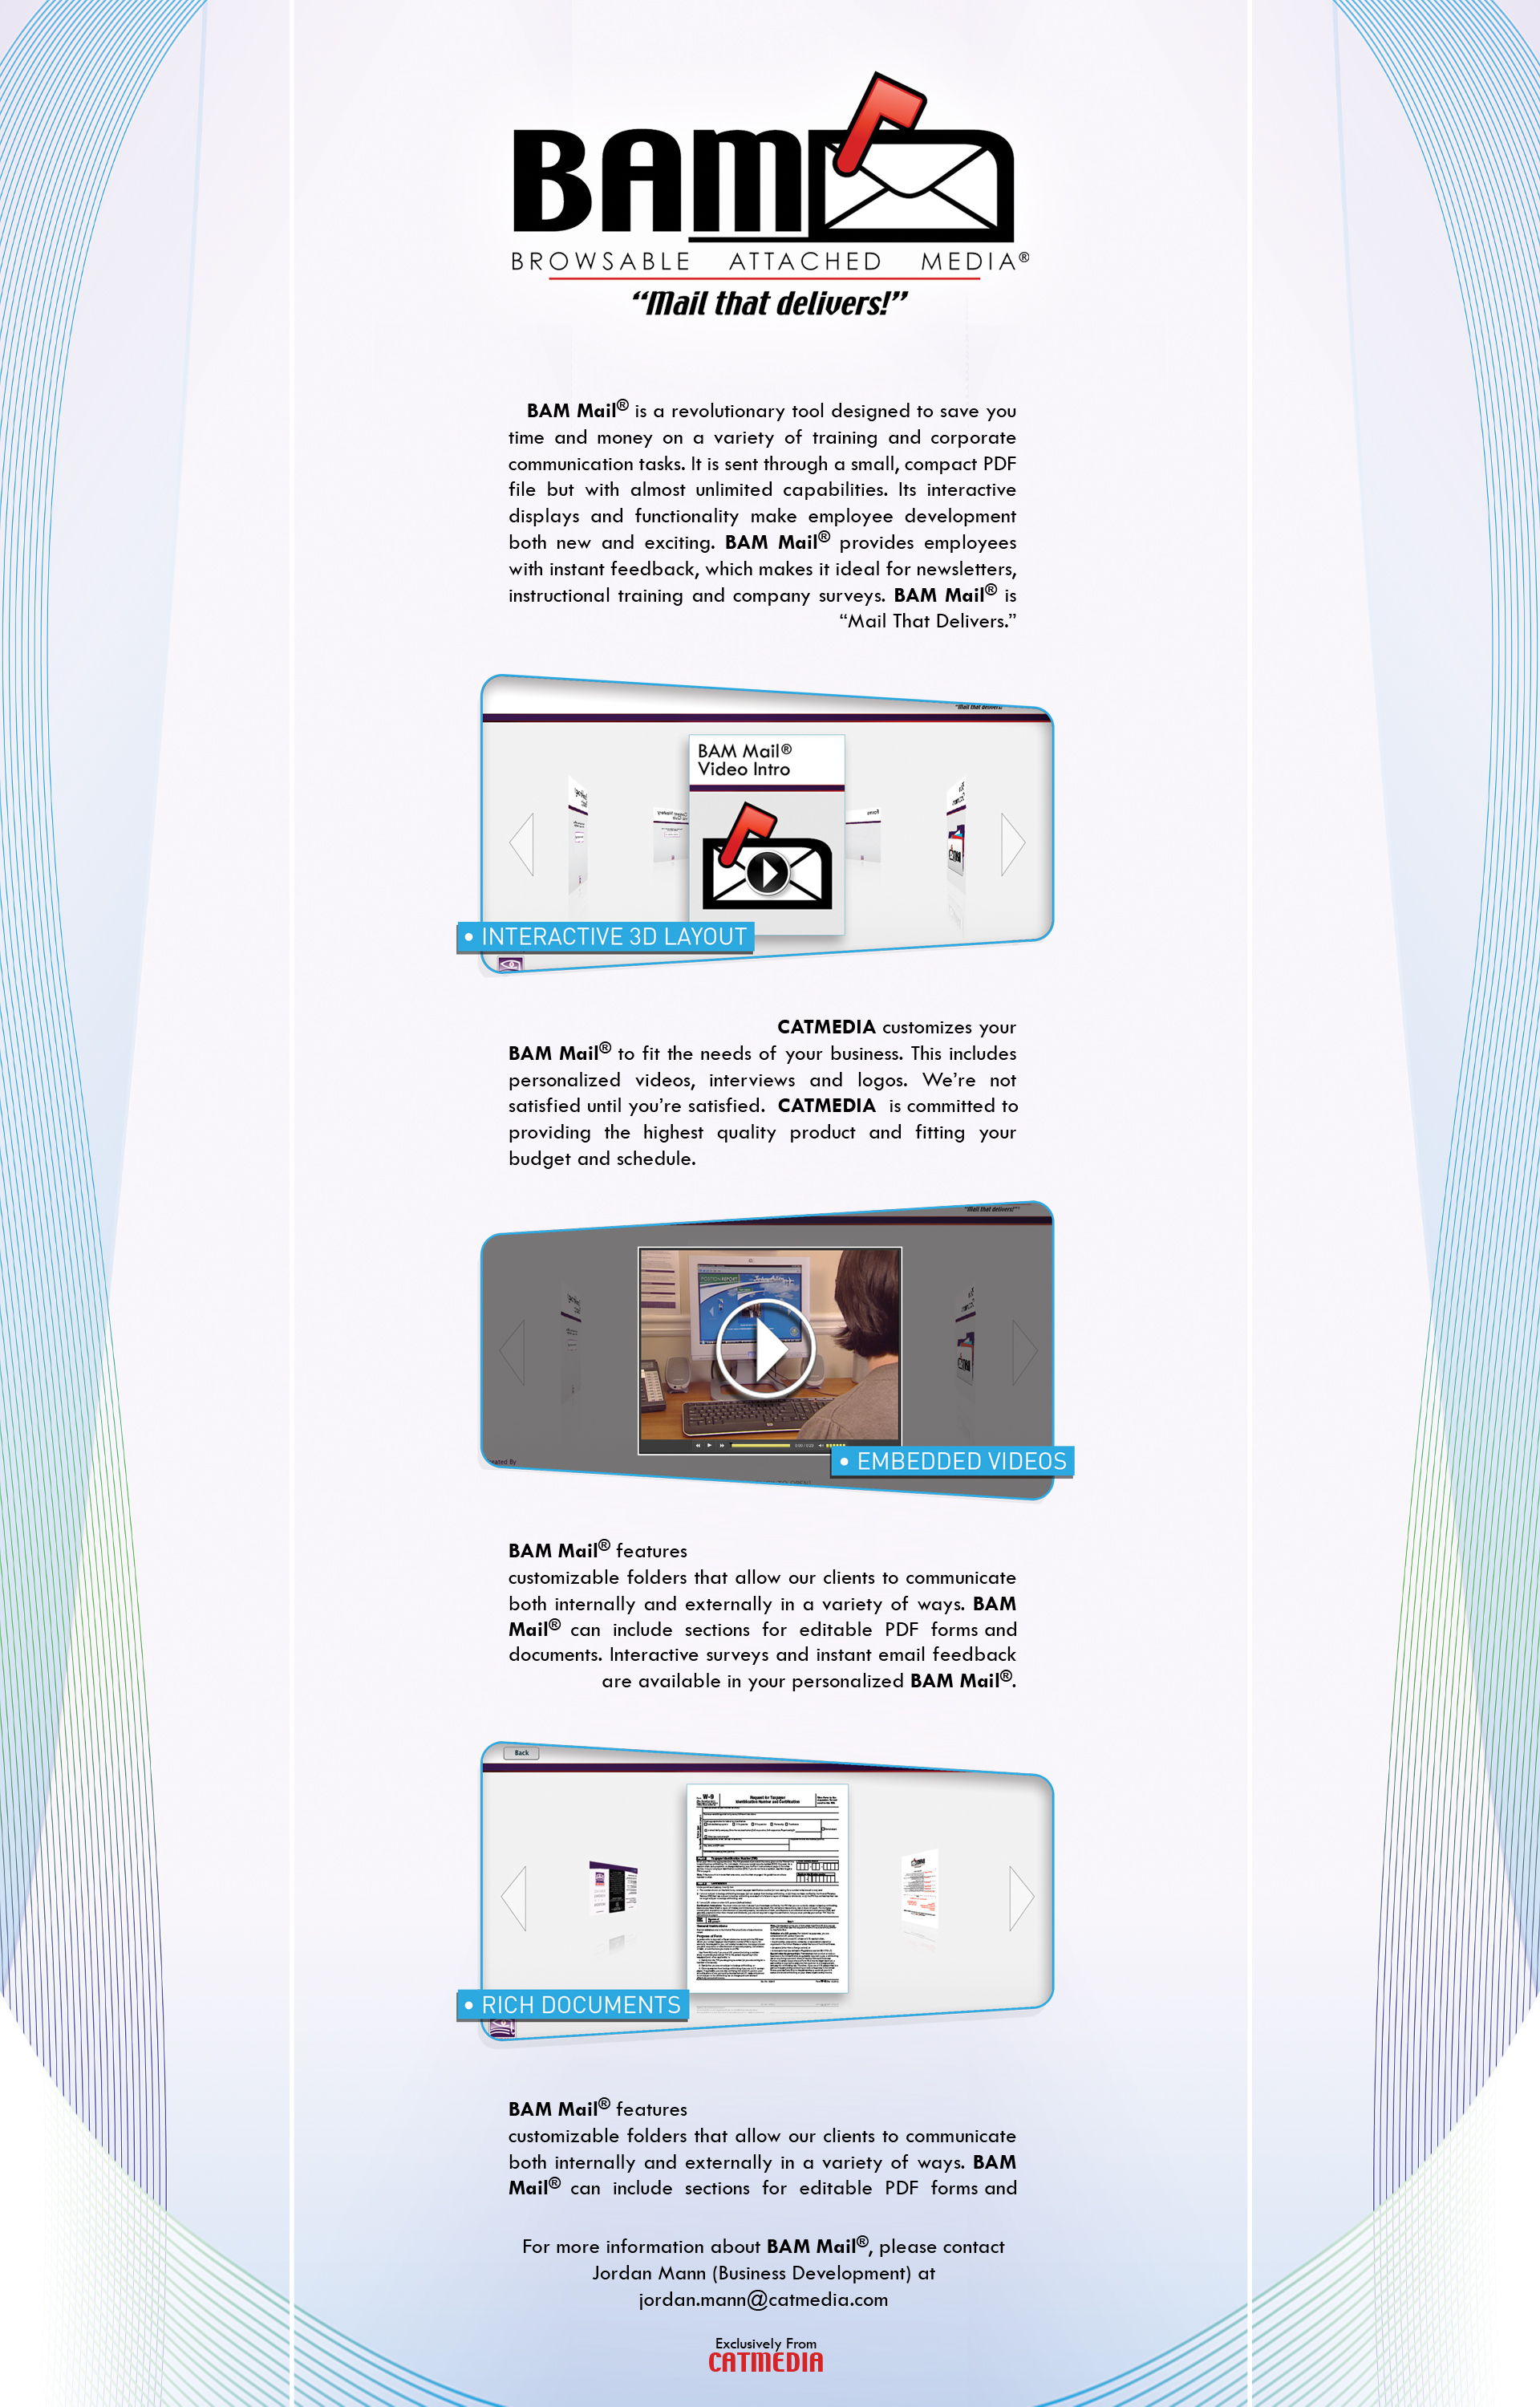 BAM
BROWSABLE ATTACHED MEDIA®
“Mail that delivers!”
BAM Mail® is a revolutionary tool designed to save you
time and money on a variety of training and corporate
communication tasks. It is sent through a small, compact PDF
file but with almost unlimited capabilities. Its interactive
displays and functionality make employee development
both new and exciting. BAM Mail® provides employees
with instant feedback, which makes it ideal for newsletters,
instructional training and company surveys. BAM Mail® is
“Mail That Delivers.”
“Mail that delivers!
BAM Mail®
Video Intro
Forms
• INTERACTIVE 3D LAYOUT
CATMEDIA customizes your
BAM Mail® to fit the needs of your business. This includes
personalized videos, interviews and logos. We’re not
satisfied until you’re satisfied. CATMEDIA is committed to
providing the highest quality product and fitting your
budget and schedule.
“Mail that delivers!”
POSITION REPORT
ated By
• EMBEDDED VIDEOS
BAM Mail® features
customizable folders that allow our clients to communicate
both internally and externally in a variety of ways. BAM
Mail® can include sections for editable PDF forms and
documents. Interactive surveys and instant email feedback
are available in your personalized BAM Mail®.
Back
W-9
Request for Taxpayer
Identification Number and Certification
General Instructions
Purpose of Form
• RICH DOCUMENTS
BAM Mail® features
customizable folders that allow our clients to communicate
both internally and externally in a variety of ways. BAM
Mail® can include sections for editable PDF forms and
For more information about BAM Mail®, please contact
Jordan Mann (Business Development) at
jordan.mann@catmedia.com
Exclusively From
CATMEDIA